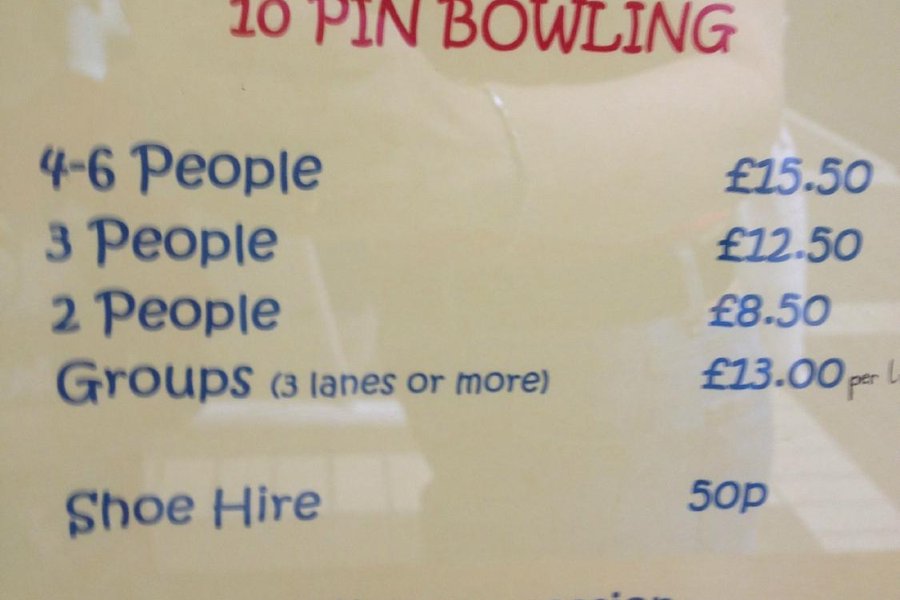 10 PIN BOWLING
4-6 People £15.50
3 People £12.50
2 People £8.50
Groups (3 lanes or more) £13.00 per
Shoe Hire 50p